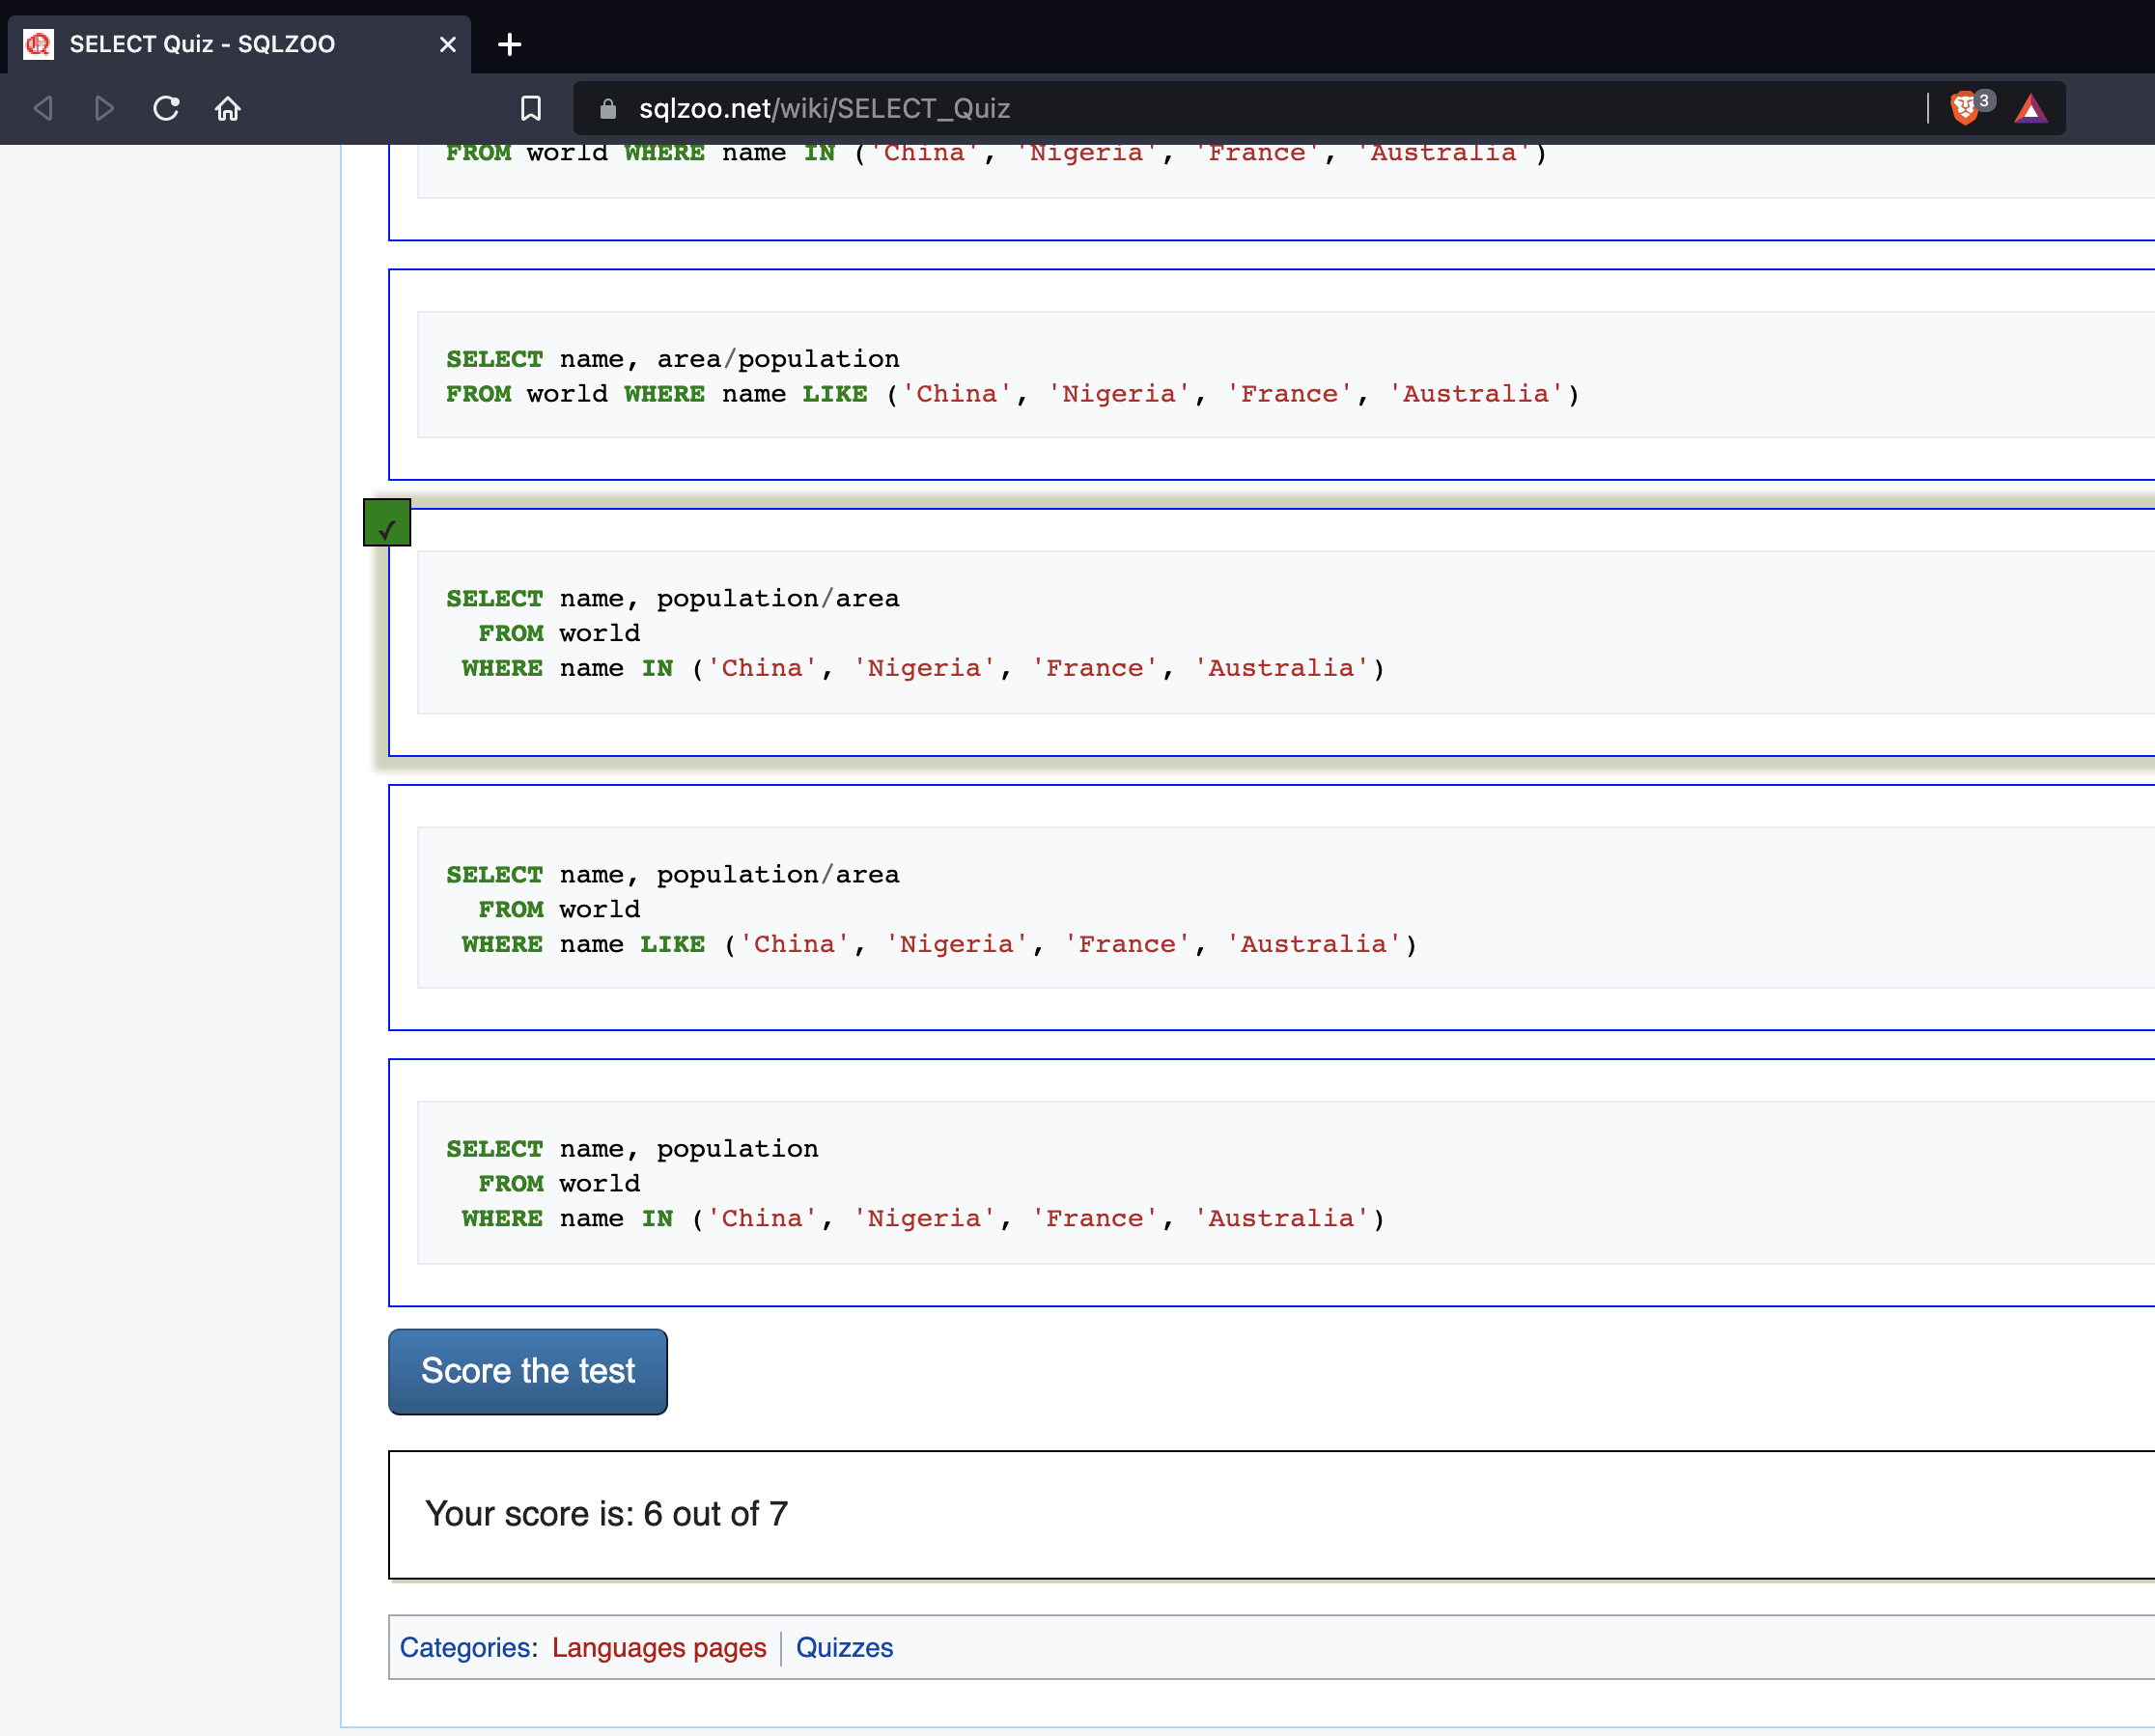 SELECT Quiz - SQLZOO
sqlzoo.net/wiki/SELECT_Quiz
3
FROM world WHERE name IN ('China', 'Nigeria', 'France', 'Australia')
SELECT name, area/population
FROM world WHERE name LIKE ('China', 'Nigeria', 'France', 'Australia')
SELECT name, population/area
FROM world
WHERE name IN ('China', 'Nigeria', 'France', 'Australia')
SELECT name, population/area
FROM world
WHERE name LIKE ('China', 'Nigeria', 'France', 'Australia')
SELECT name, population
FROM world
WHERE name IN ('China', 'Nigeria', 'France', 'Australia')
Score the test
Your score is: 6 out of 7
Categories: Languages pages | Quizzes